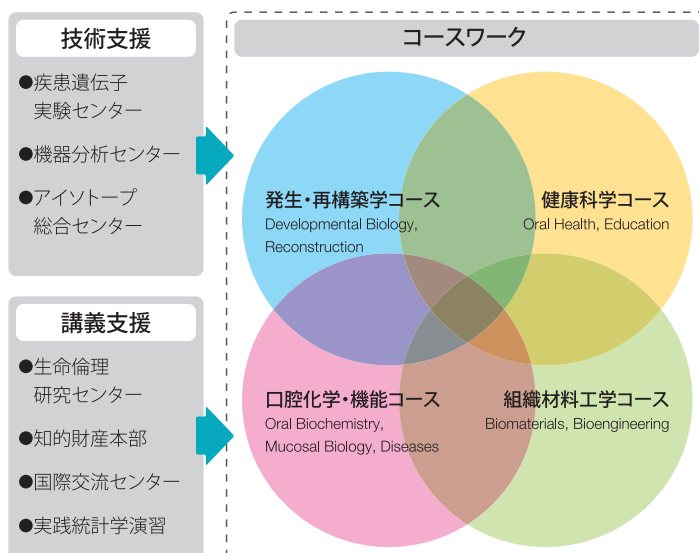 技術支援
●疾患遺伝子
実験センター
●機器分析センター
●アイソトープ
総合センター
講義支援
●生命倫理
研究センター
●知的財産本部
●国際交流センター
●実践統計学演習
コースワーク
発生・再構築学コース
Developmental Biology,
Reconstruction
健康科学コース
Oral Health, Education
口腔化学・機能コース
Oral Biochemistry,
Mucosal Biology, Diseases
組織材料工学コース
Biomaterials, Bioengineering